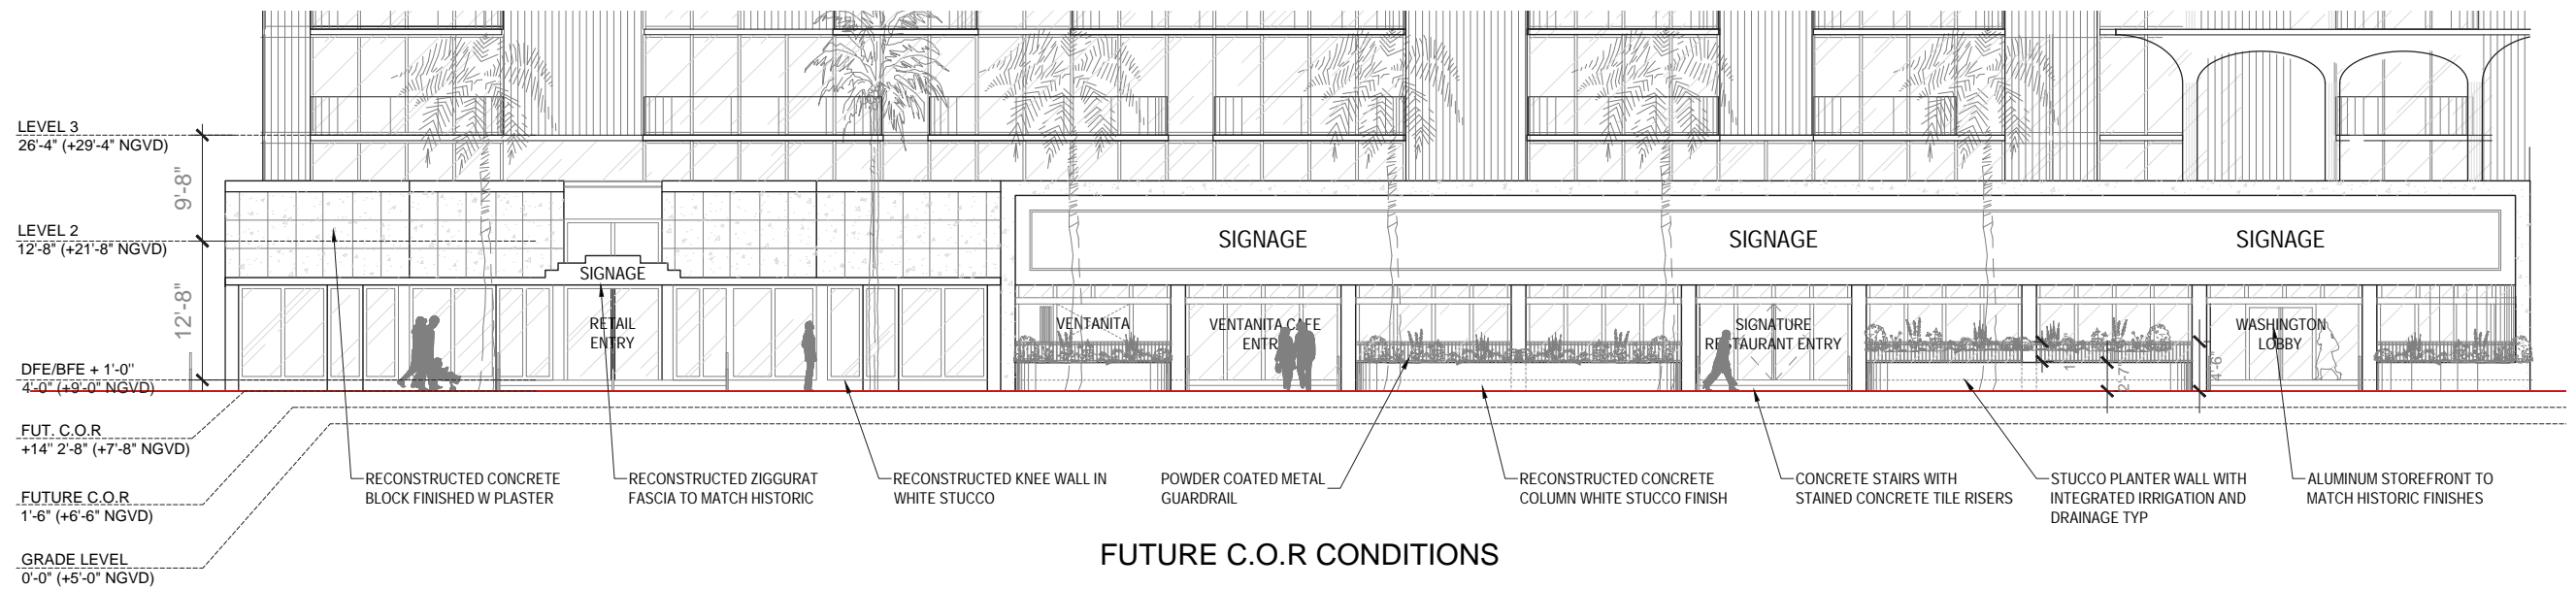 LEVEL 3
26'-4" (+29'-4" NGVD)
9'-8"
LEVEL 2
12'-8" (+21'-8" NGVD)
12'-8"
DFE/BFE + 1'-0"
4'-0" (+9'-0" NGVD)
FUT. C.O.R
+14" 2'-8" (+7'-8" NGVD)
FUTURE C.O.R
1'-6" (+6'-6" NGVD)
GRADE LEVEL
0'-0" (+5'-0" NGVD)
SIGNAGE
SIGNAGE
SIGNAGE
SIGNAGE
RETAIL
ENTRY
VENTANITA
VENTANITA CAFE
ENTRY
SIGNATURE
RESTAURANT ENTRY
WASHINGTON
LOBBY
2'-7"
4'-6"
RECONSTRUCTED CONCRETE
BLOCK FINISHED W PLASTER
RECONSTRUCTED ZIGGURAT
FASCIA TO MATCH HISTORIC
RECONSTRUCTED KNEE WALL IN
WHITE STUCCO
POWDER COATED METAL
GUARDRAIL
RECONSTRUCTED CONCRETE
COLUMN WHITE STUCCO FINISH
CONCRETE STAIRS WITH
STAINED CONCRETE TILE RISERS
STUCCO PLANTER WALL WITH
INTEGRATED IRRIGATION AND
DRAINAGE TYP
ALUMINUM STOREFRONT TO
MATCH HISTORIC FINISHES
FUTURE C.O.R CONDITIONS